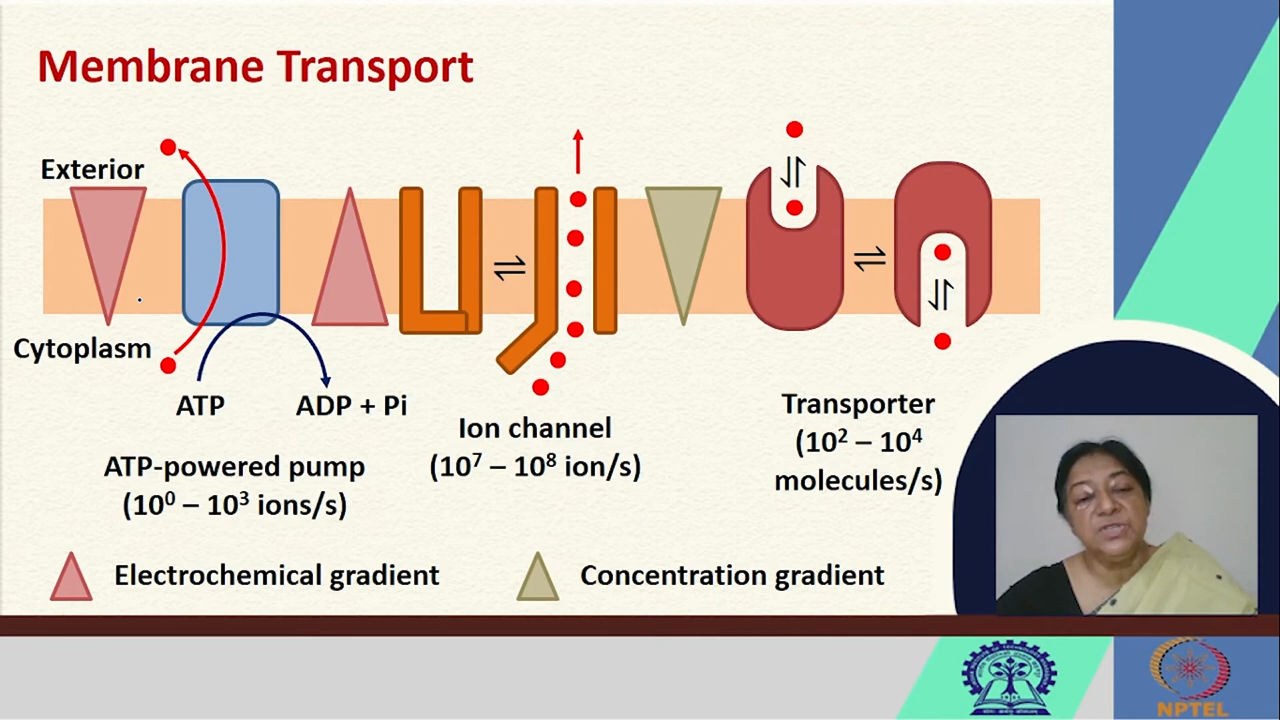 Membrane Transport
Exterior
Cytoplasm
ATP
ADP + Pi
ATP-powered pump
(10⁰ – 10³ ions/s)
Ion channel
(10⁷ – 10⁸ ion/s)
Transporter
(10² – 10⁴
molecules/s)
Electrochemical gradient
Concentration gradient
NPTEL